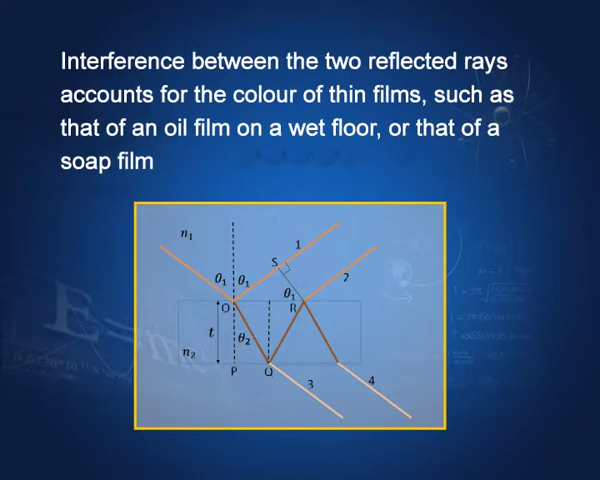 Interference between the two reflected rays
accounts for the colour of thin films, such as
that of an oil film on a wet floor, or that of a
soap film
n₁
1
S
2
θ₁ θ₁
θ₁
O
R
t
θ₂
n₂
P
Q
3
4
E=m